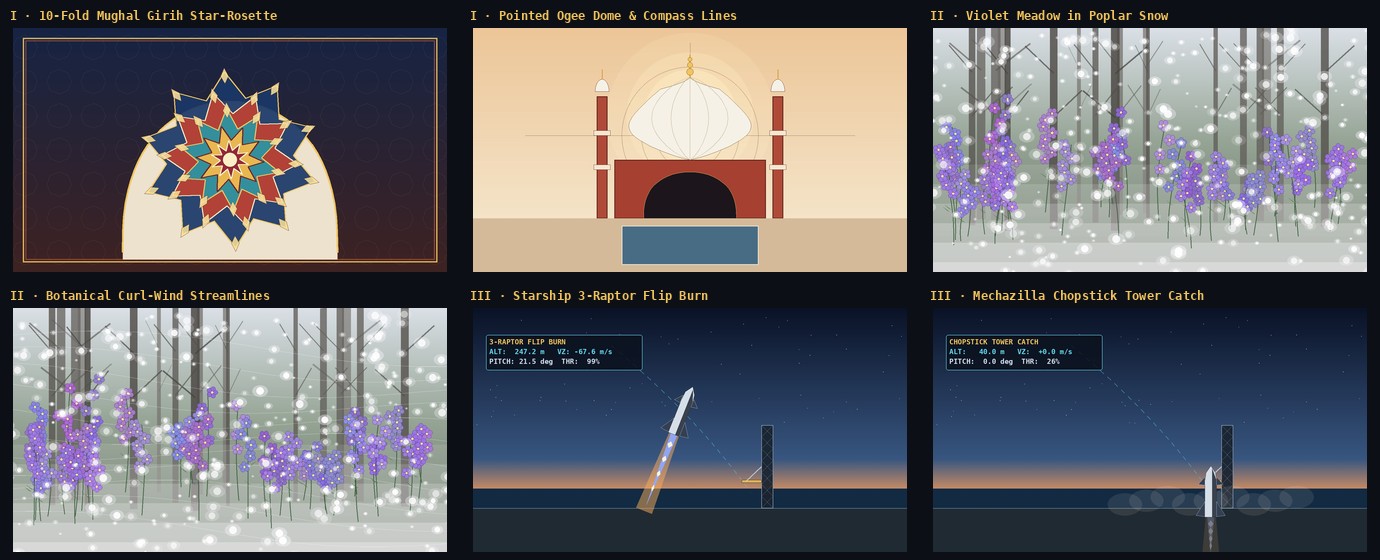 I · 10-Fold Mughal Girih Star-Rosette
I · Pointed Ogee Dome & Compass Lines
II · Violet Meadow in Poplar Snow
II · Botanical Curl-Wind Streamlines
III · Starship 3-Raptor Flip Burn
3-RAPTOR FLIP BURN
ALT: 247.2 m VZ: -67.6 m/s
PITCH: 21.5 deg THR: 99%
III · Mechazilla Chopstick Tower Catch
CHOPSTICK TOWER CATCH
ALT: 40.0 m VZ: +0.0 m/s
PITCH: 0.0 deg THR: 26%